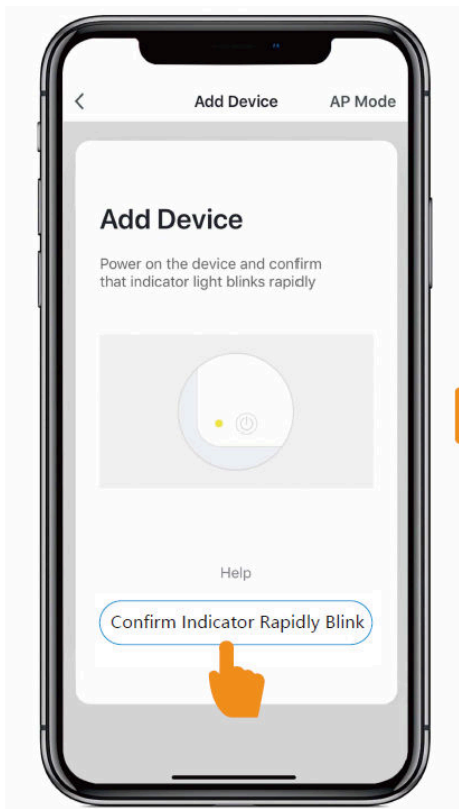 Add Device AP Mode
Add Device
Power on the device and confirm
that indicator light blinks rapidly
Help
Confirm Indicator Rapidly Blink